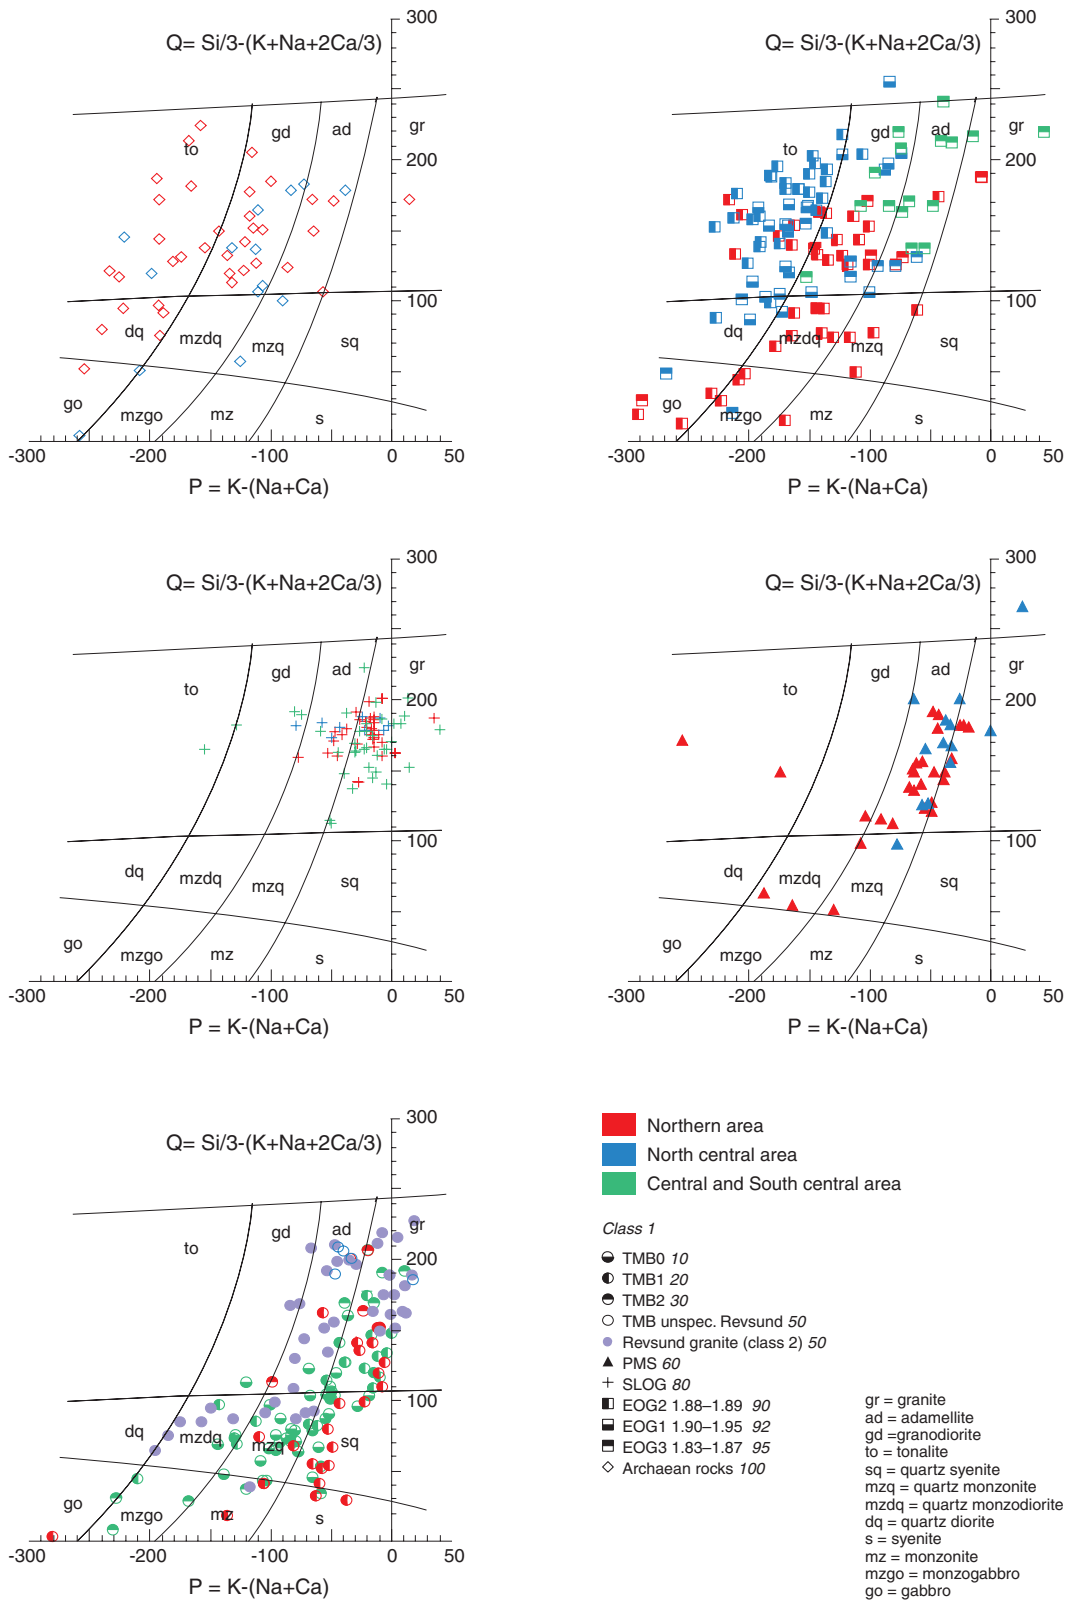 300
Q= Si/3-(K+Na+2Ca/3)
to
gd
ad
gr
200
100
dq
mzdq
mzq
sq
go
mzgo
mz
s
-300
-200
-100
0
50
P = K-(Na+Ca)
300
Q= Si/3-(K+Na+2Ca/3)
to
gd
ad
gr
200
100
dq
mzdq
mzq
sq
go
mzgo
mz
s
-300
-200
-100
0
50
P = K-(Na+Ca)
300
Q= Si/3-(K+Na+2Ca/3)
to
gd
ad
gr
200
100
dq
mzdq
mzq
sq
go
mzgo
mz
s
-300
-200
-100
0
50
P = K-(Na+Ca)
300
Q= Si/3-(K+Na+2Ca/3)
to
gd
ad
gr
200
100
dq
mzdq
mzq
sq
go
mzgo
mz
s
-300
-200
-100
0
50
P = K-(Na+Ca)
300
Q= Si/3-(K+Na+2Ca/3)
to
gd
ad
gr
200
100
dq
mzdq
mzq
sq
go
mzgo
mz
s
-300
-200
-100
0
50
P = K-(Na+Ca)
Northern area
North central area
Central and South central area
Class 1
TMB0 10
TMB1 20
TMB2 30
TMB unspec. Revsund 50
Revsund granite (class 2) 50
PMS 60
SLOG 80
EOG2 1.88–1.89 90
EOG1 1.90–1.95 92
EOG3 1.83–1.87 95
Archaean rocks 100
gr = granite
ad = adamellite
gd =granodiorite
to = tonalite
sq = quartz syenite
mzq = quartz monzonite
mzdq = quartz monzodiorite
dq = quartz diorite
s = syenite
mz = monzonite
mzgo = monzogabbro
go = gabbro